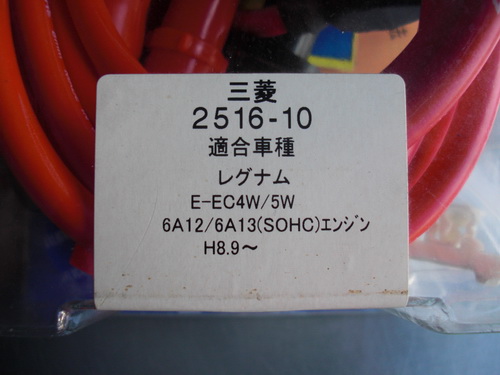 三菱
2516-10
適合車種
レグナム
E-EC4W/5W
6A12/6A13(SOHC)ｴﾝｼﾞﾝ
H8.9～